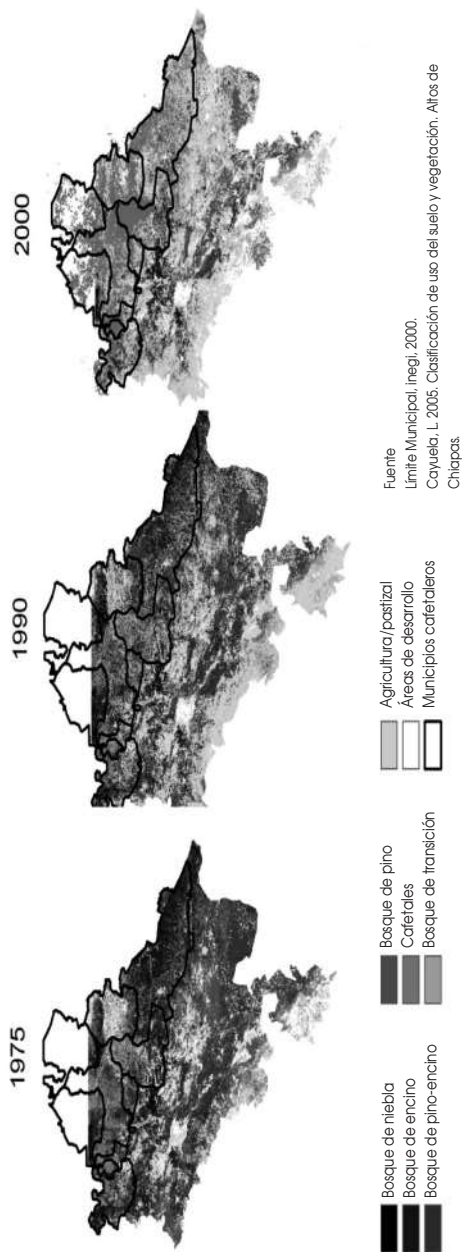 1975
1990
2000
Bosque de niebla
Bosque de encino
Bosque de pino-encino
Bosque de pino
Cafetales
Bosque de transición
Agricultura/pastizal
Áreas de desarrollo
Municipios cafetaleros
Fuente
Límite Municipal, inegi, 2000.
Cayuela, L. 2005. Clasificación de uso del suelo y vegetación. Altos de
Chiapas.